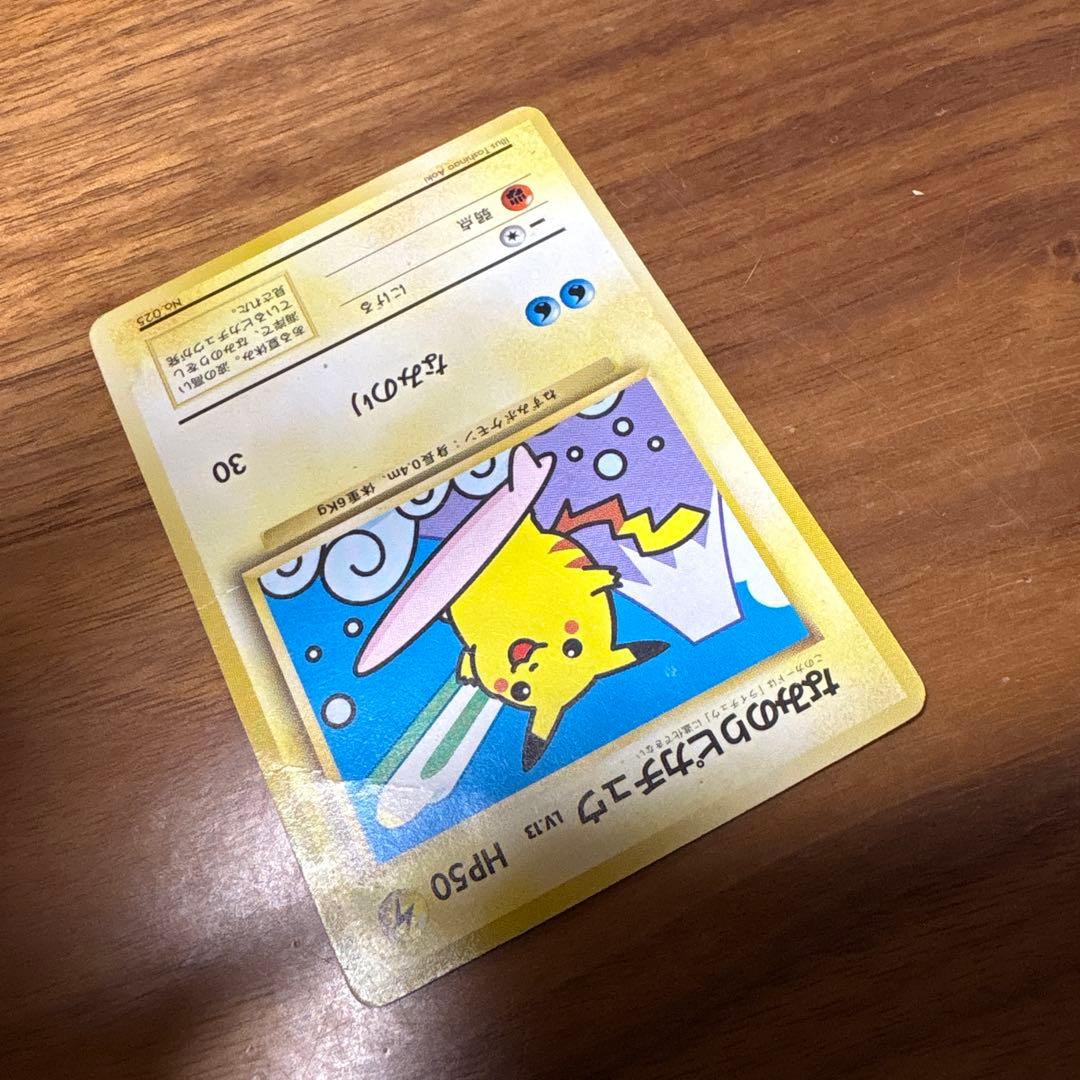 なみのりピカチュウ LV.13 HP50
このカードは「ライチュウ」に進化できない
ねずみポケモン：身長0.4m、体重6Kg
なみのり 30
ある夏休み。波の高い
海岸で、なみのりをし
ているピカチュウが発
見された。
にげる
弱点
Illus Toshinao Aoki
No.025